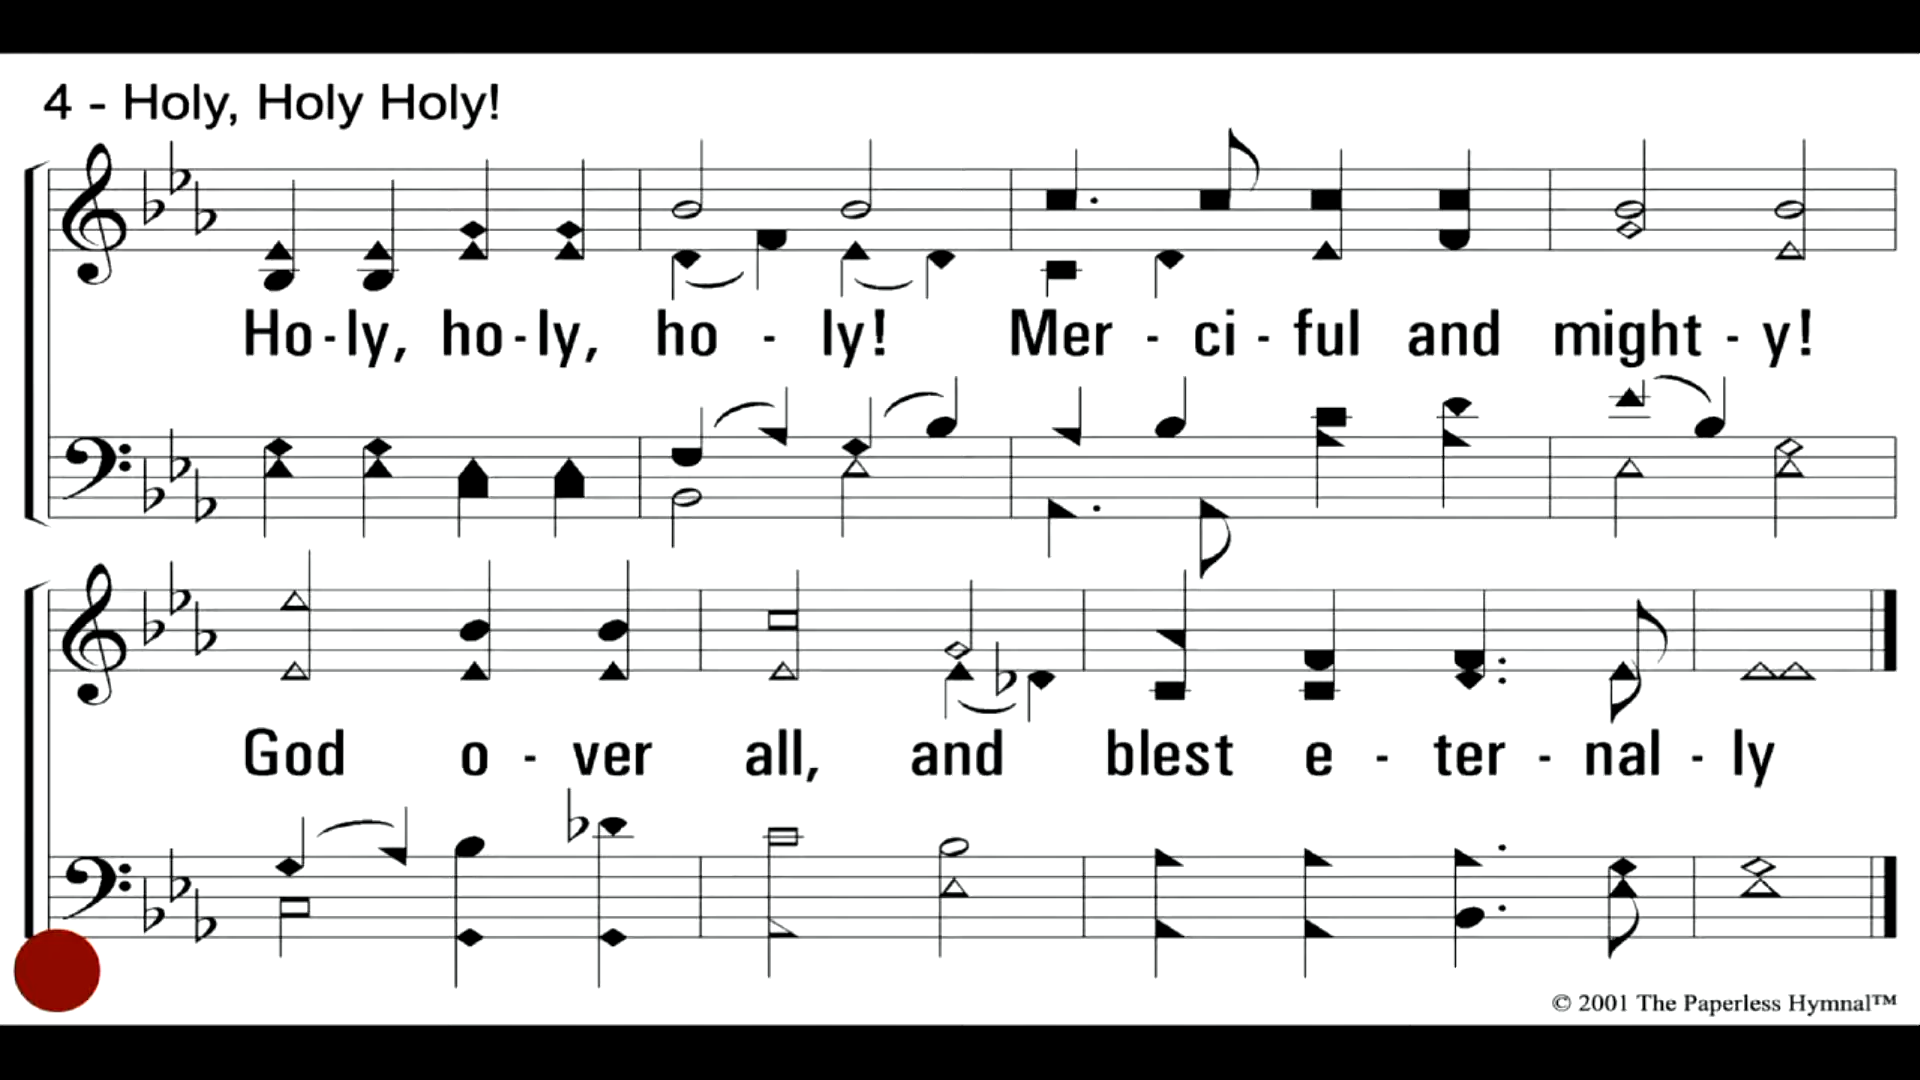 4 - Holy, Holy Holy!
Ho - ly, ho - ly, ho - ly! Mer - ci - ful and might - y!
God o - ver all, and blest e - ter - nal - ly
© 2001 The Paperless Hymnal™